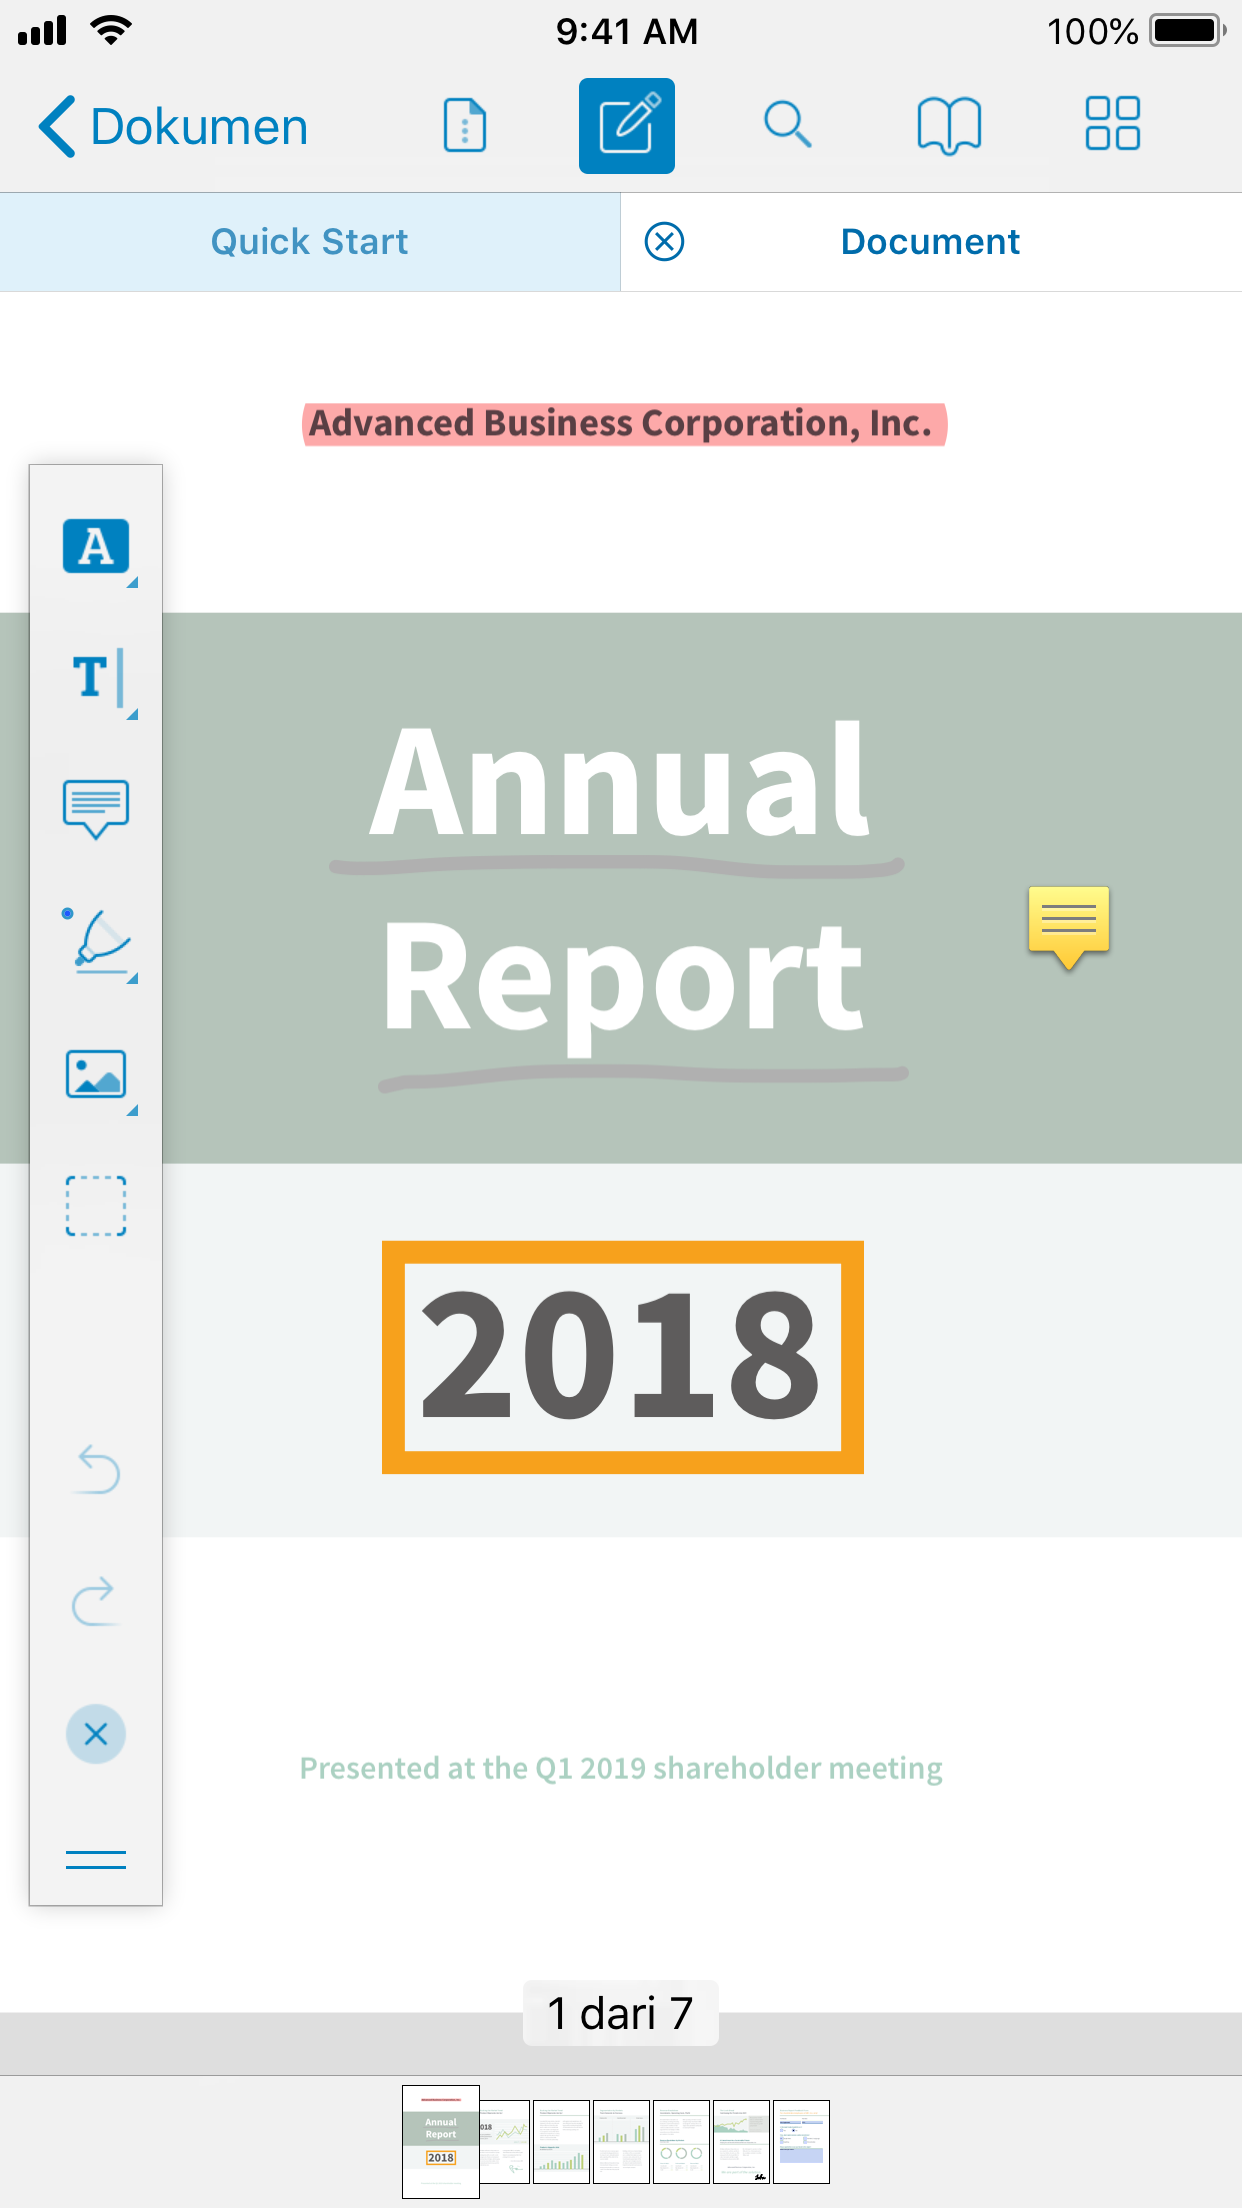 9:41 AM
100%
Dokumen
Quick Start
Document
Advanced Business Corporation, Inc.
A
T
Annual
Report
2018
Presented at the Q1 2019 shareholder meeting
1 dari 7
Annual
Report
2018